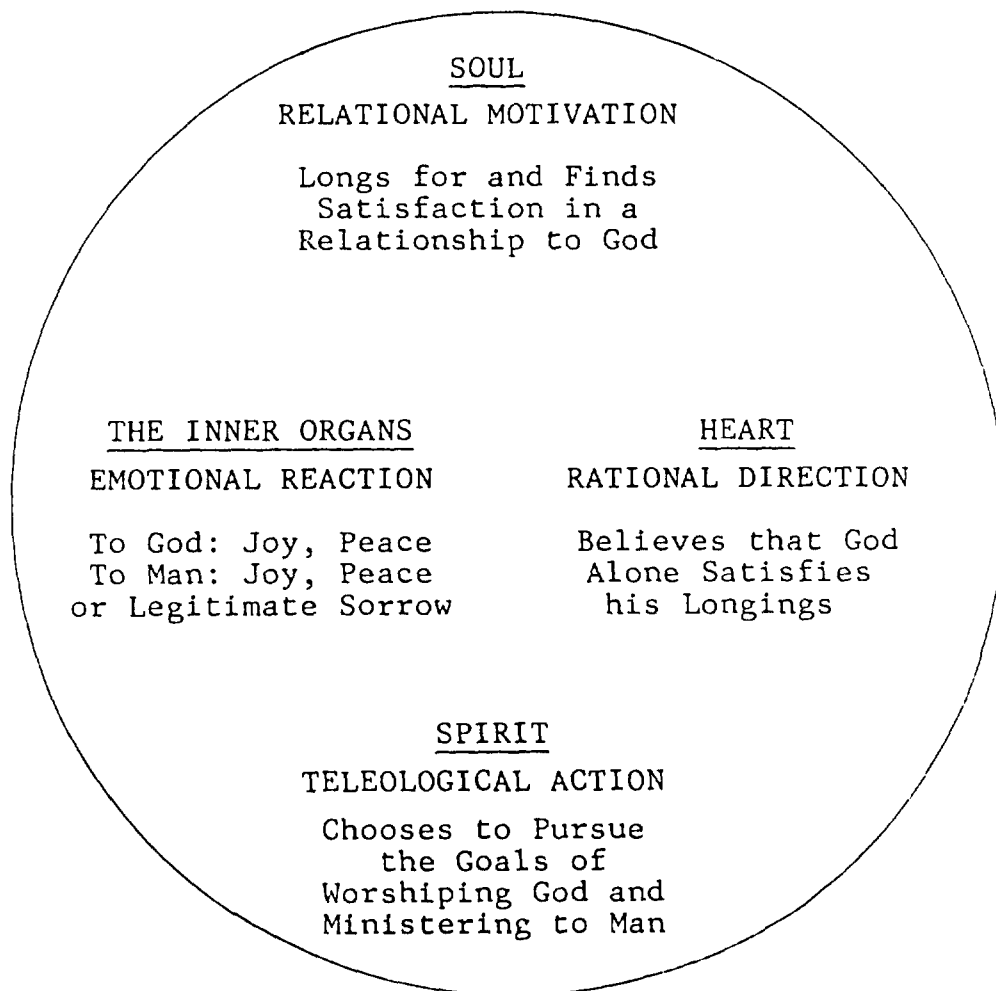 SOUL
RELATIONAL MOTIVATION
Longs for and Finds
Satisfaction in a
Relationship to God
THE INNER ORGANS
EMOTIONAL REACTION
To God: Joy, Peace
To Man: Joy, Peace
or Legitimate Sorrow
HEART
RATIONAL DIRECTION
Believes that God
Alone Satisfies
his Longings
SPIRIT
TELEOLOGICAL ACTION
Chooses to Pursue
the Goals of
Worshiping God and
Ministering to Man